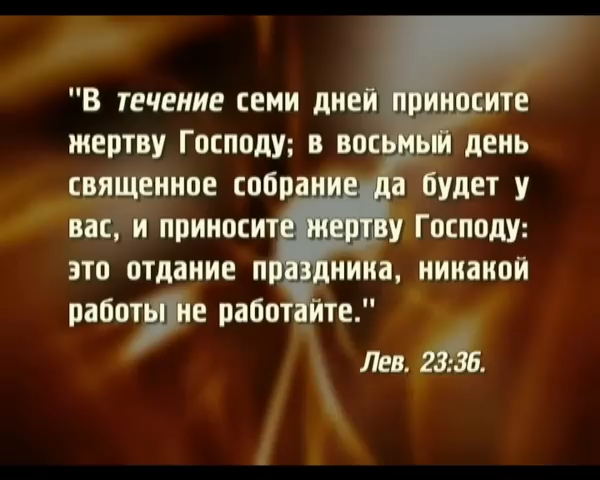 "В течение семи дней приносите
жертву Господу; в восьмый день
священное собрание да будет у
вас, и приносите жертву Господу:
это отдание праздника, никакой
работы не работайте."
Лев. 23:36.